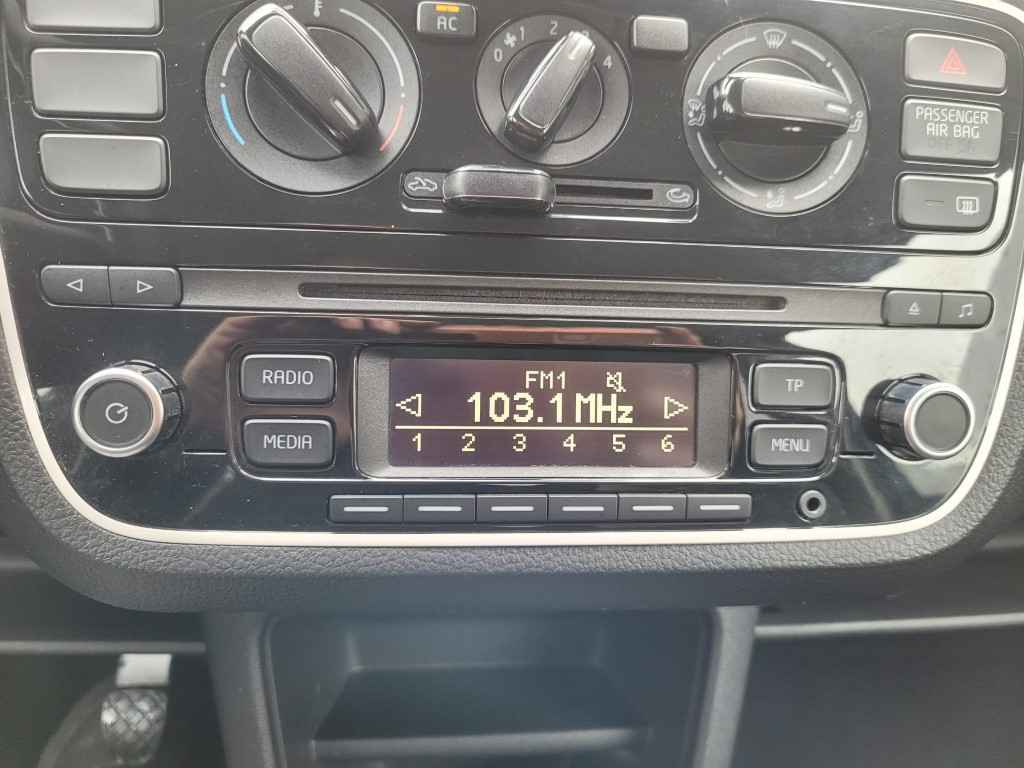 AC
0 1 2 4
PASSENGER
AIR BAG
OFF
RADIO
MEDIA
FM1
103.1 MHz
1 2 3 4 5 6
TP
MENU